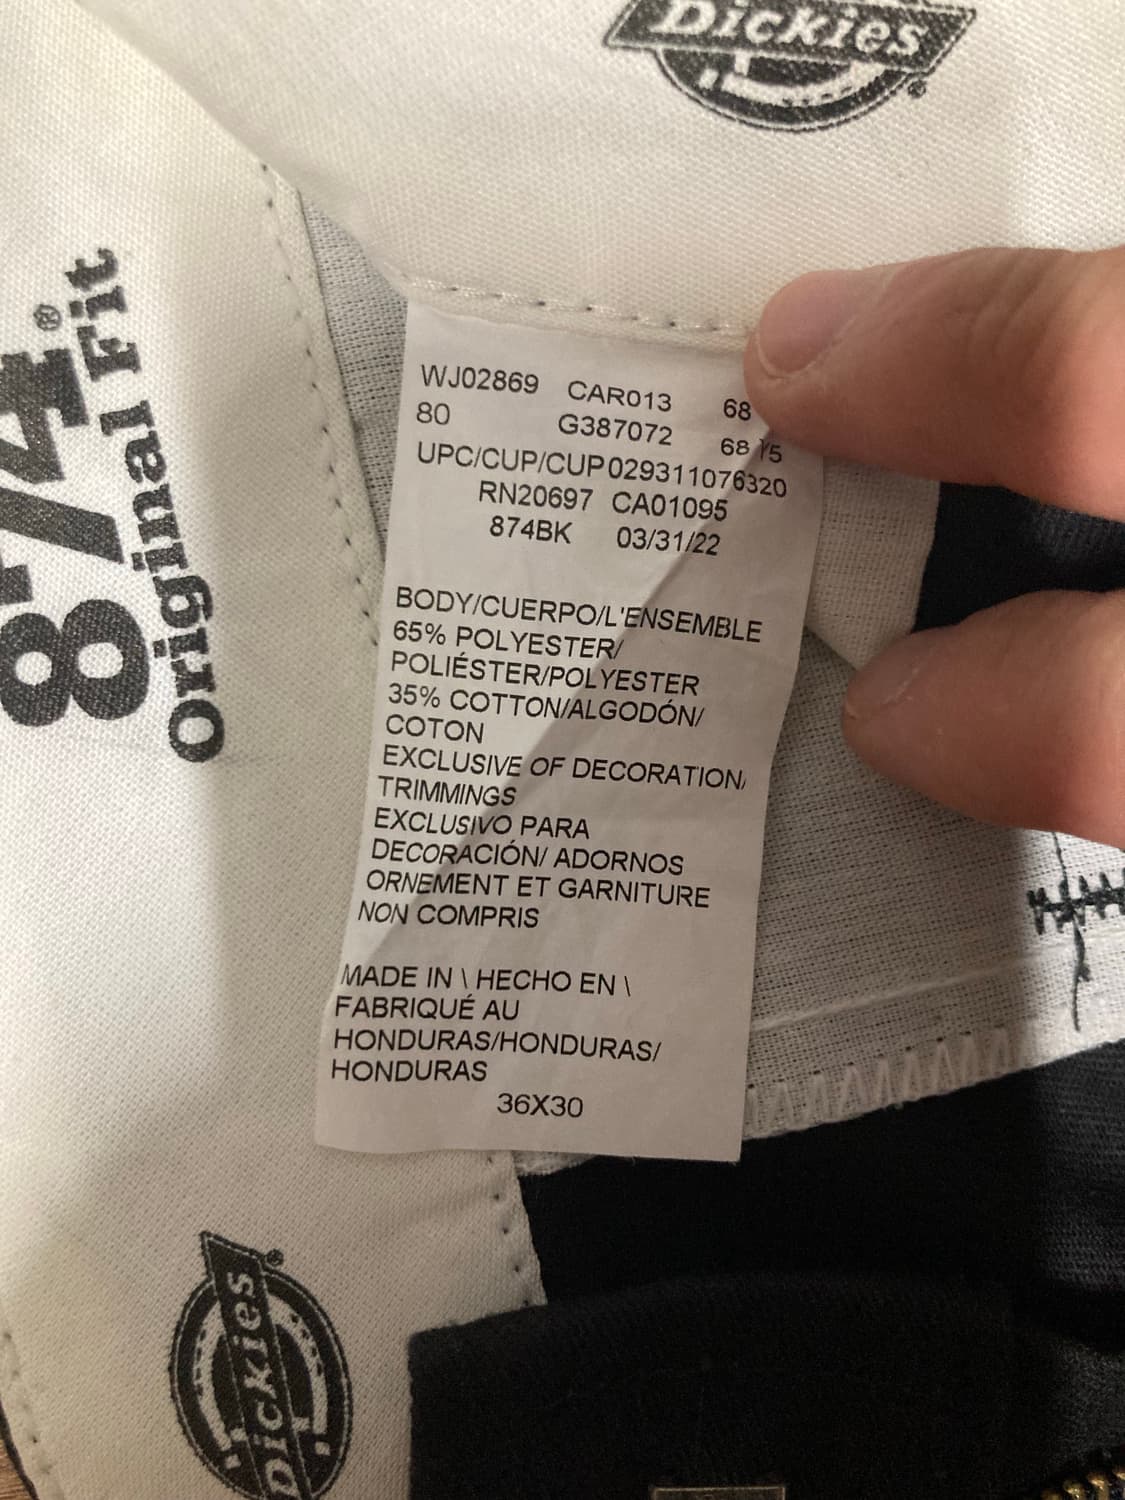 Dickies
874®
Original Fit
WJ02869 CAR013 68
80 G387072 68 Y5
UPC/CUP/CUP029311076320
RN20697 CA01095
874BK 03/31/22
BODY/CUERPO/L'ENSEMBLE
65% POLYESTER/
POLIÉSTER/POLYESTER
35% COTTON/ALGODÓN/
COTON
EXCLUSIVE OF DECORATION/
TRIMMINGS
EXCLUSIVO PARA
DECORACIÓN/ ADORNOS
ORNEMENT ET GARNITURE
NON COMPRIS
MADE IN \ HECHO EN \
FABRIQUÉ AU
HONDURAS/HONDURAS/
HONDURAS
36X30
Dickies®